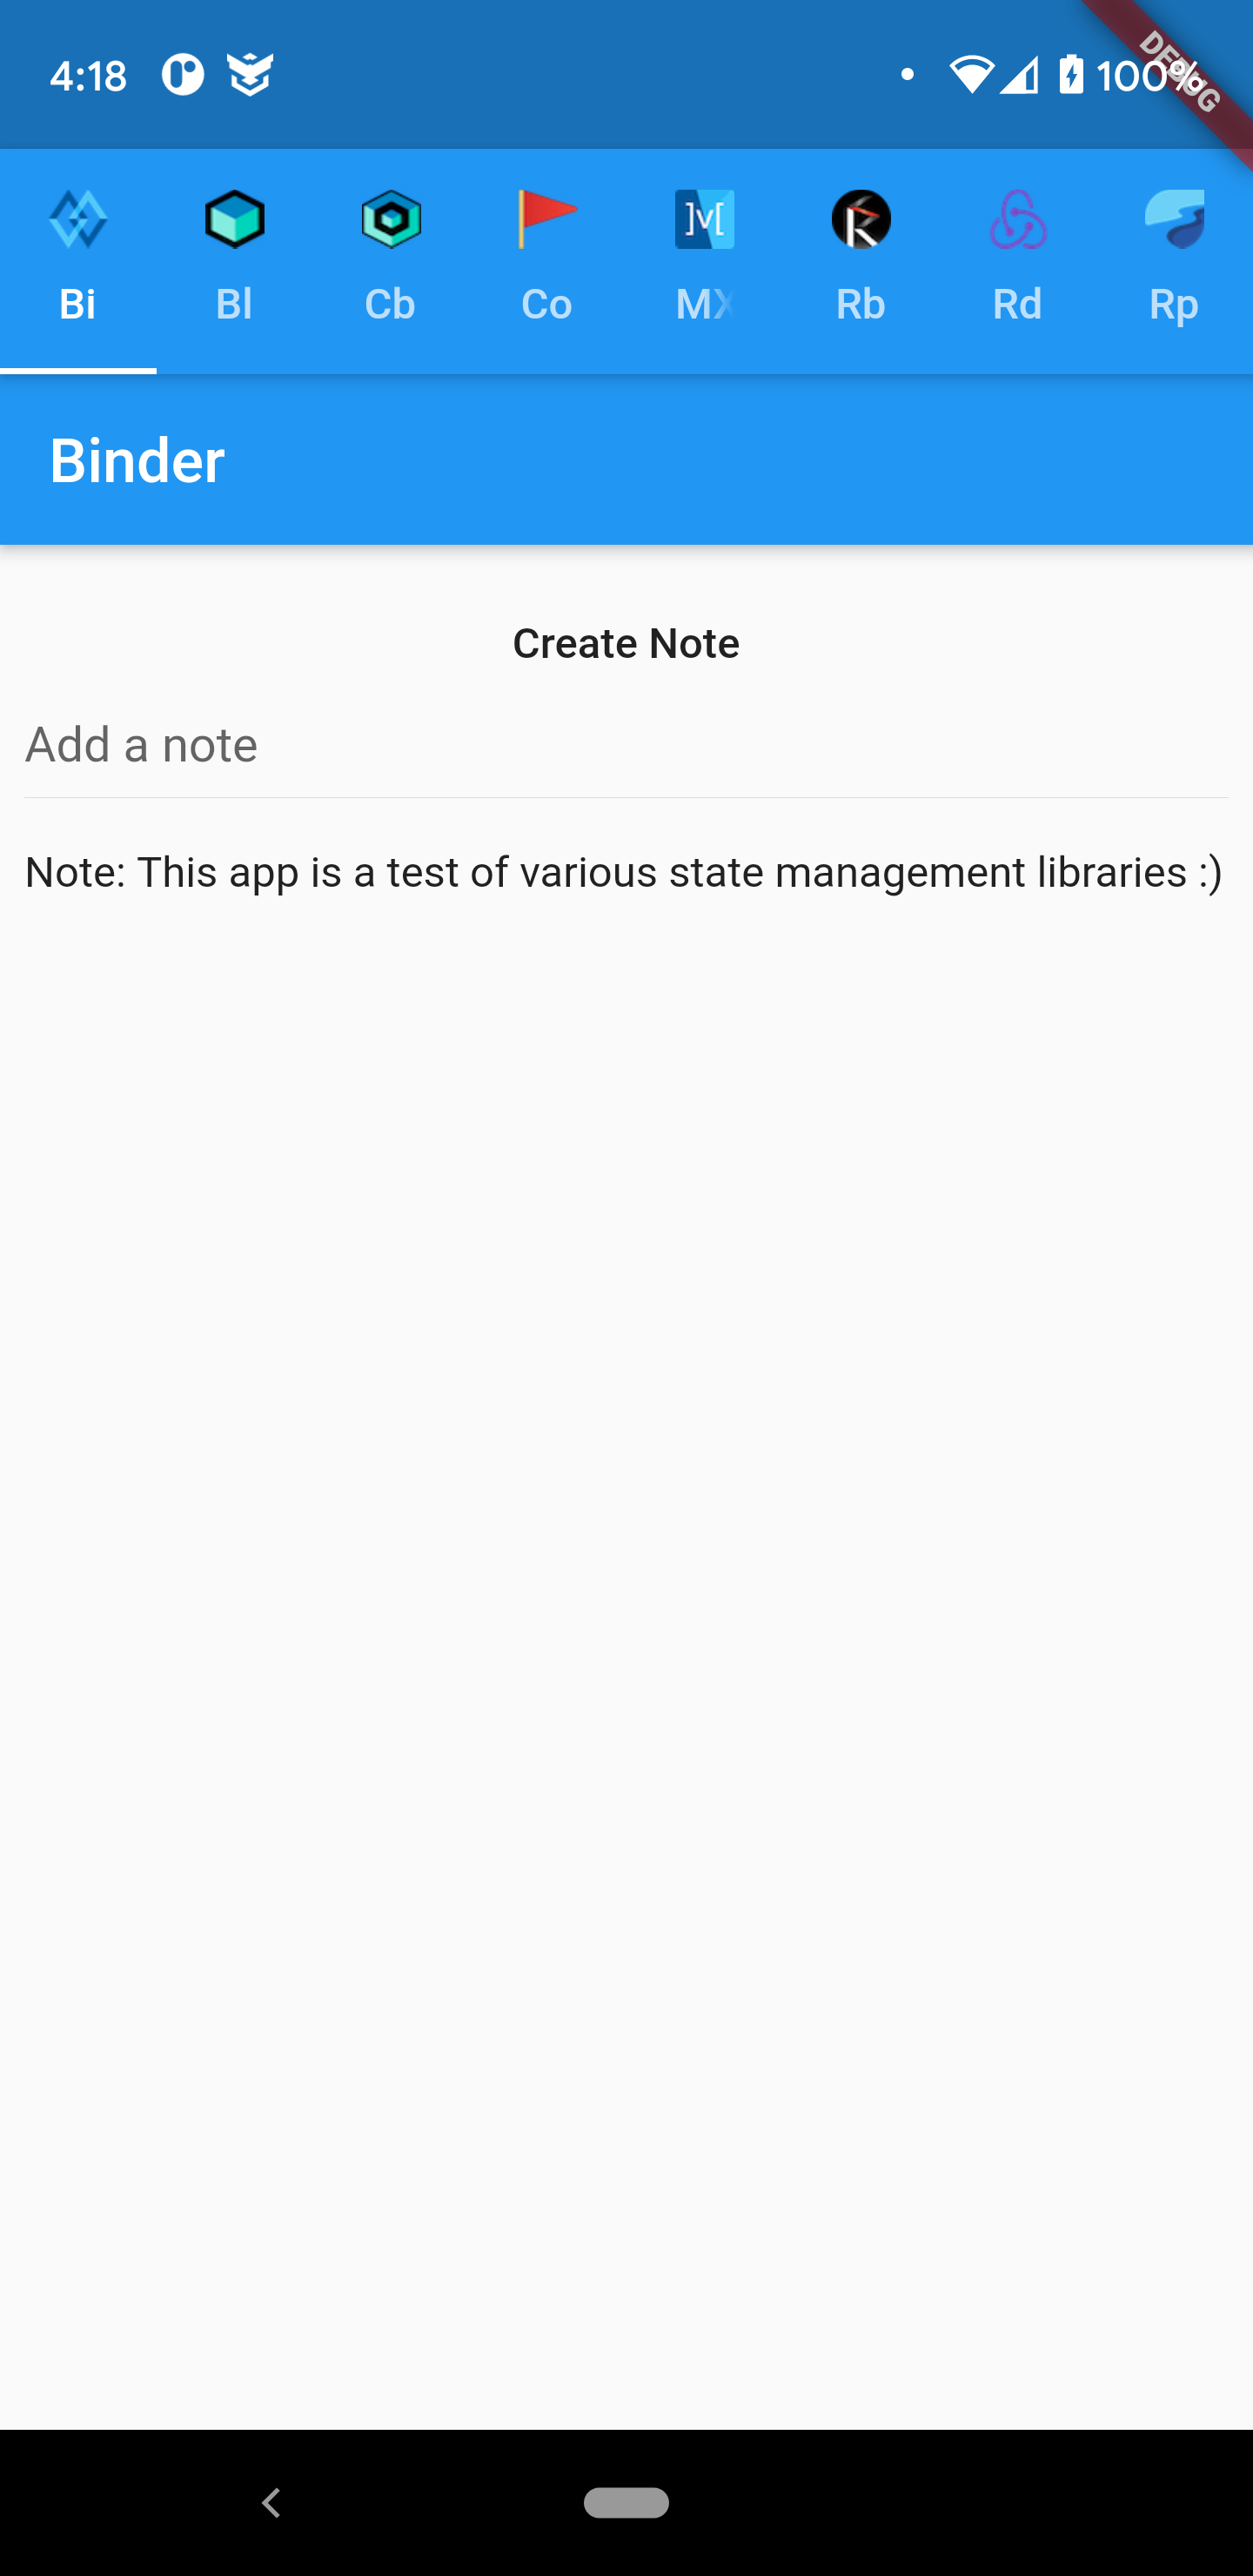 4:18 100%
DEBUG
]v[
Bi Bl Cb Co MX Rb Rd Rp
Binder
Create Note
Add a note
Note: This app is a test of various state management libraries :)